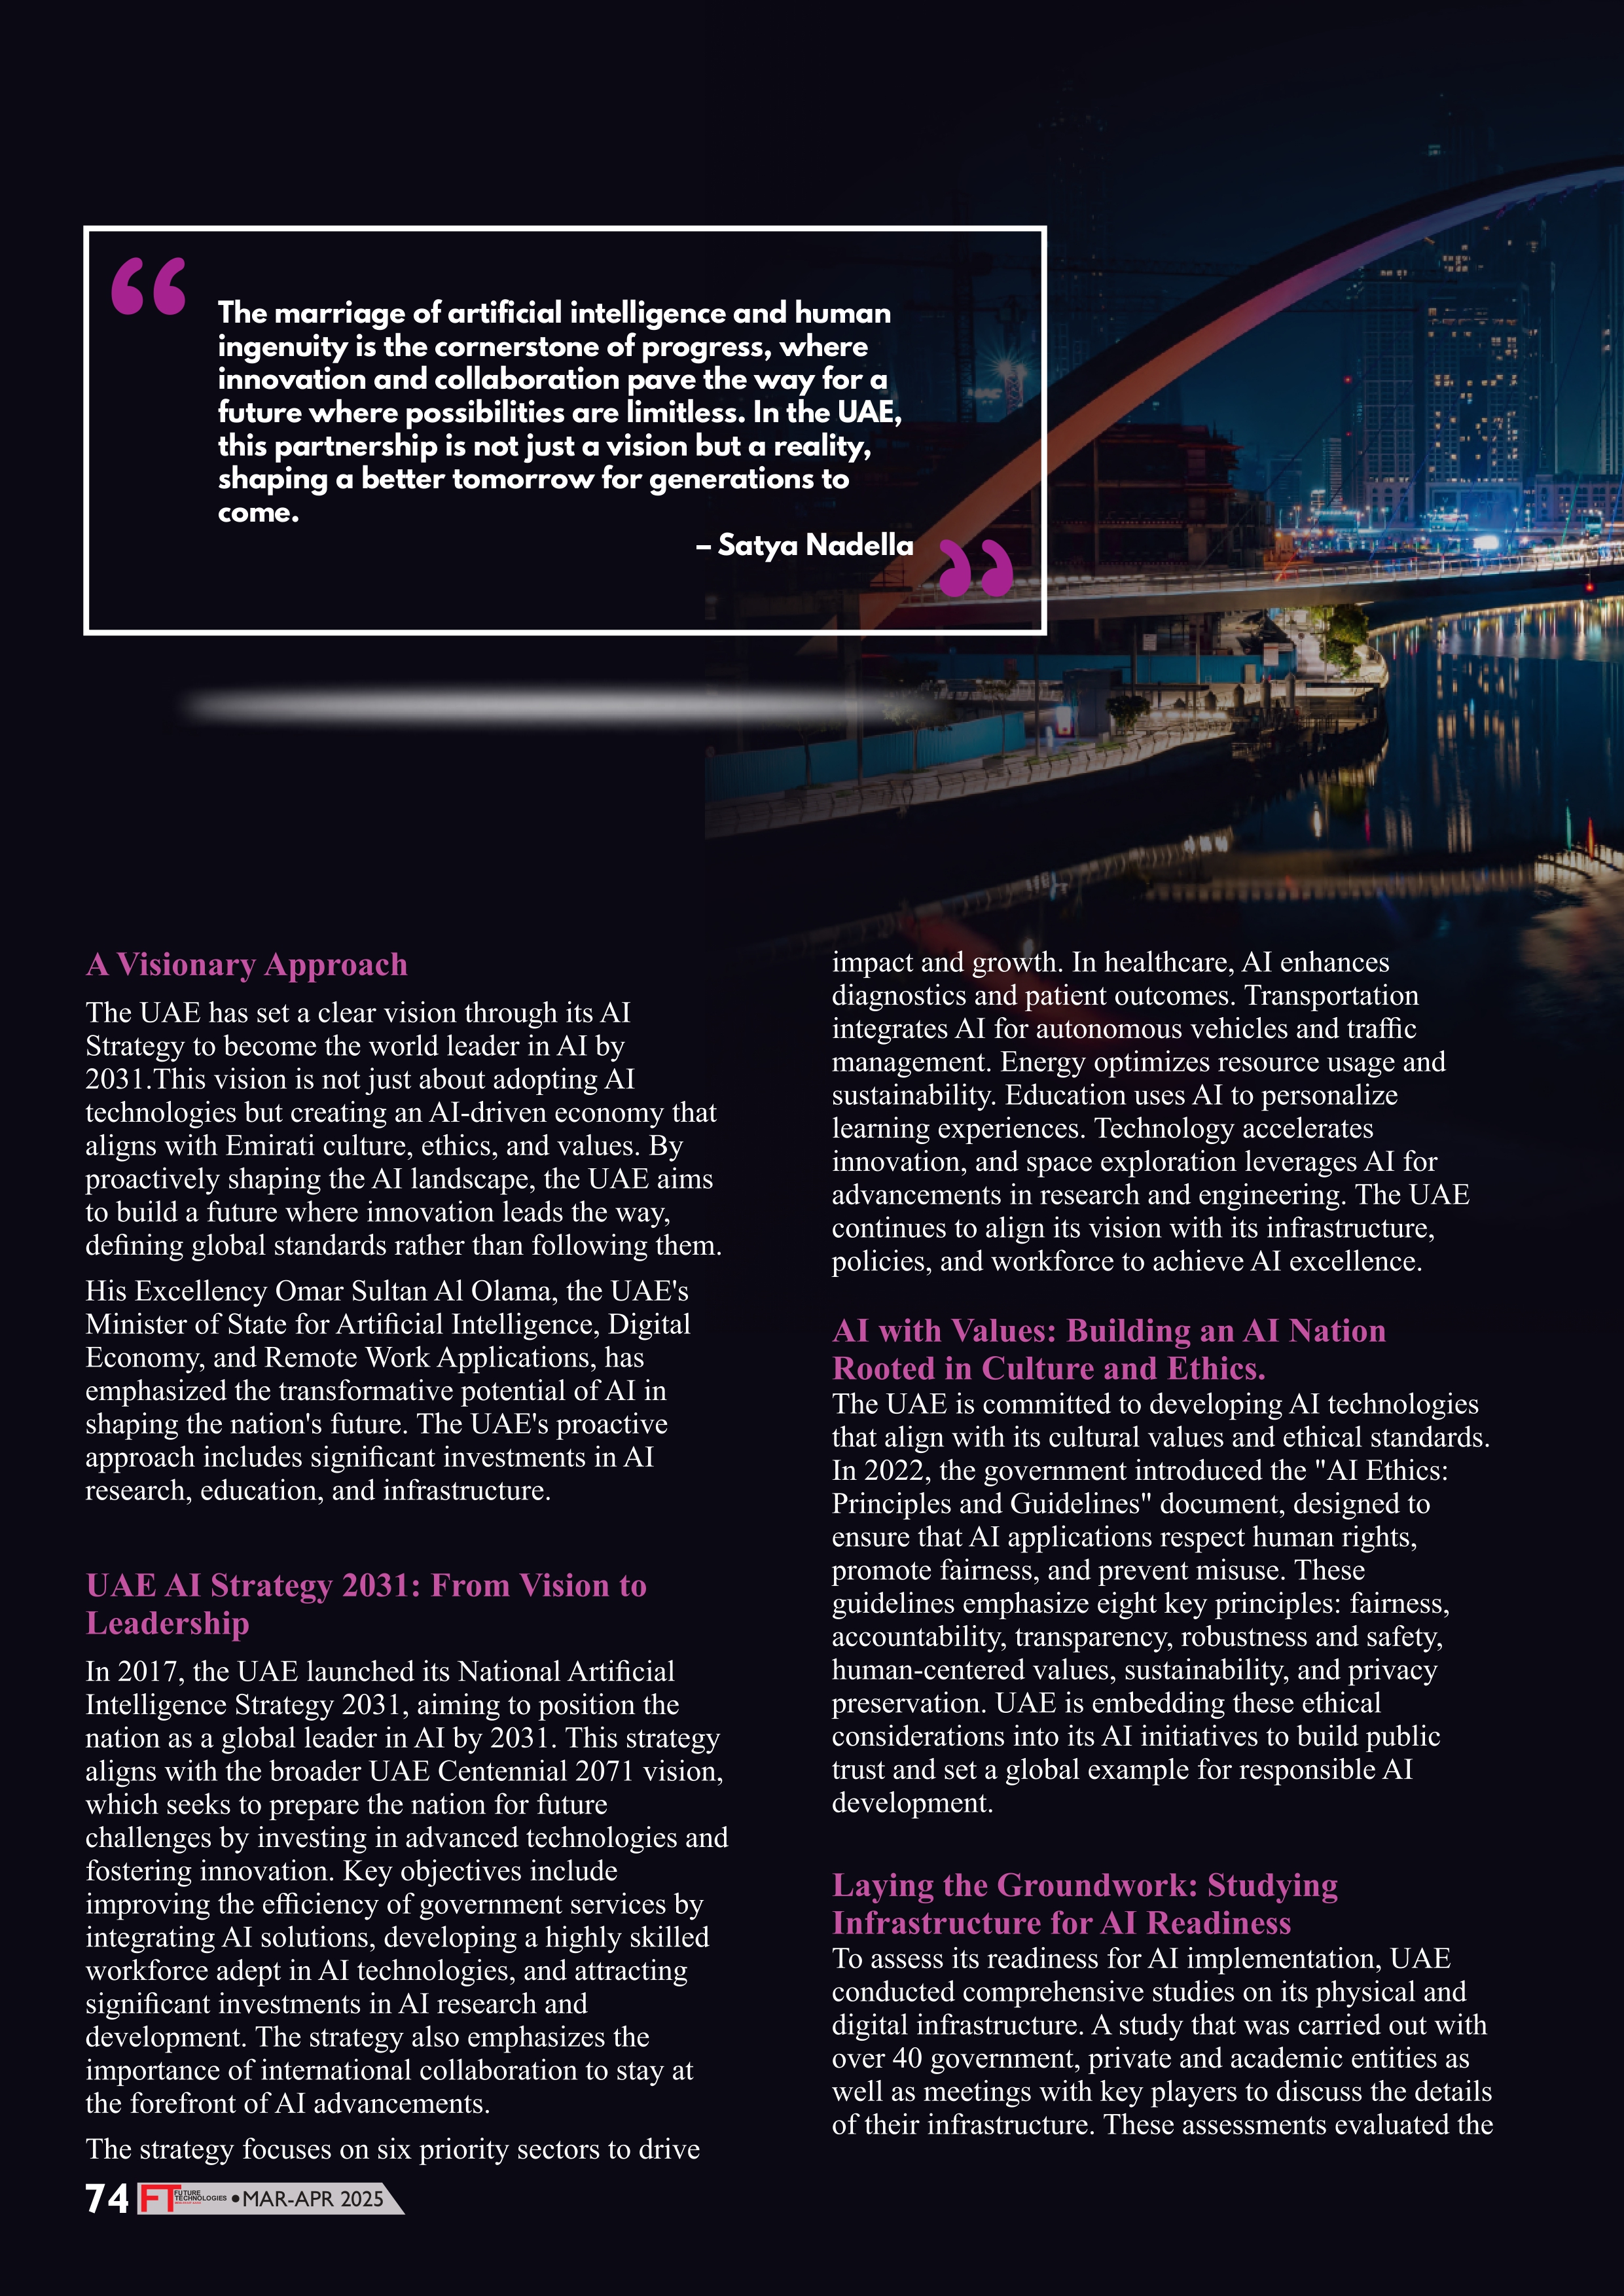 “
The marriage of artificial intelligence and human
ingenuity is the cornerstone of progress, where
innovation and collaboration pave the way for a
future where possibilities are limitless. In the UAE,
this partnership is not just a vision but a reality,
shaping a better tomorrow for generations to
come.
– Satya Nadella
”
A Visionary Approach
The UAE has set a clear vision through its AI
Strategy to become the world leader in AI by
2031.This vision is not just about adopting AI
technologies but creating an AI-driven economy that
aligns with Emirati culture, ethics, and values. By
proactively shaping the AI landscape, the UAE aims
to build a future where innovation leads the way,
defining global standards rather than following them.
His Excellency Omar Sultan Al Olama, the UAE's
Minister of State for Artificial Intelligence, Digital
Economy, and Remote Work Applications, has
emphasized the transformative potential of AI in
shaping the nation's future. The UAE's proactive
approach includes significant investments in AI
research, education, and infrastructure.
UAE AI Strategy 2031: From Vision to
Leadership
In 2017, the UAE launched its National Artificial
Intelligence Strategy 2031, aiming to position the
nation as a global leader in AI by 2031. This strategy
aligns with the broader UAE Centennial 2071 vision,
which seeks to prepare the nation for future
challenges by investing in advanced technologies and
fostering innovation. Key objectives include
improving the efficiency of government services by
integrating AI solutions, developing a highly skilled
workforce adept in AI technologies, and attracting
significant investments in AI research and
development. The strategy also emphasizes the
importance of international collaboration to stay at
the forefront of AI advancements.
The strategy focuses on six priority sectors to drive
impact and growth. In healthcare, AI enhances
diagnostics and patient outcomes. Transportation
integrates AI for autonomous vehicles and traffic
management. Energy optimizes resource usage and
sustainability. Education uses AI to personalize
learning experiences. Technology accelerates
innovation, and space exploration leverages AI for
advancements in research and engineering. The UAE
continues to align its vision with its infrastructure,
policies, and workforce to achieve AI excellence.
AI with Values: Building an AI Nation
Rooted in Culture and Ethics.
The UAE is committed to developing AI technologies
that align with its cultural values and ethical standards.
In 2022, the government introduced the "AI Ethics:
Principles and Guidelines" document, designed to
ensure that AI applications respect human rights,
promote fairness, and prevent misuse. These
guidelines emphasize eight key principles: fairness,
accountability, transparency, robustness and safety,
human-centered values, sustainability, and privacy
preservation. UAE is embedding these ethical
considerations into its AI initiatives to build public
trust and set a global example for responsible AI
development.
Laying the Groundwork: Studying
Infrastructure for AI Readiness
To assess its readiness for AI implementation, UAE
conducted comprehensive studies on its physical and
digital infrastructure. A study that was carried out with
over 40 government, private and academic entities as
well as meetings with key players to discuss the details
of their infrastructure. These assessments evaluated the
74 FT FUTURE TECHNOLOGIES • MAR-APR 2025